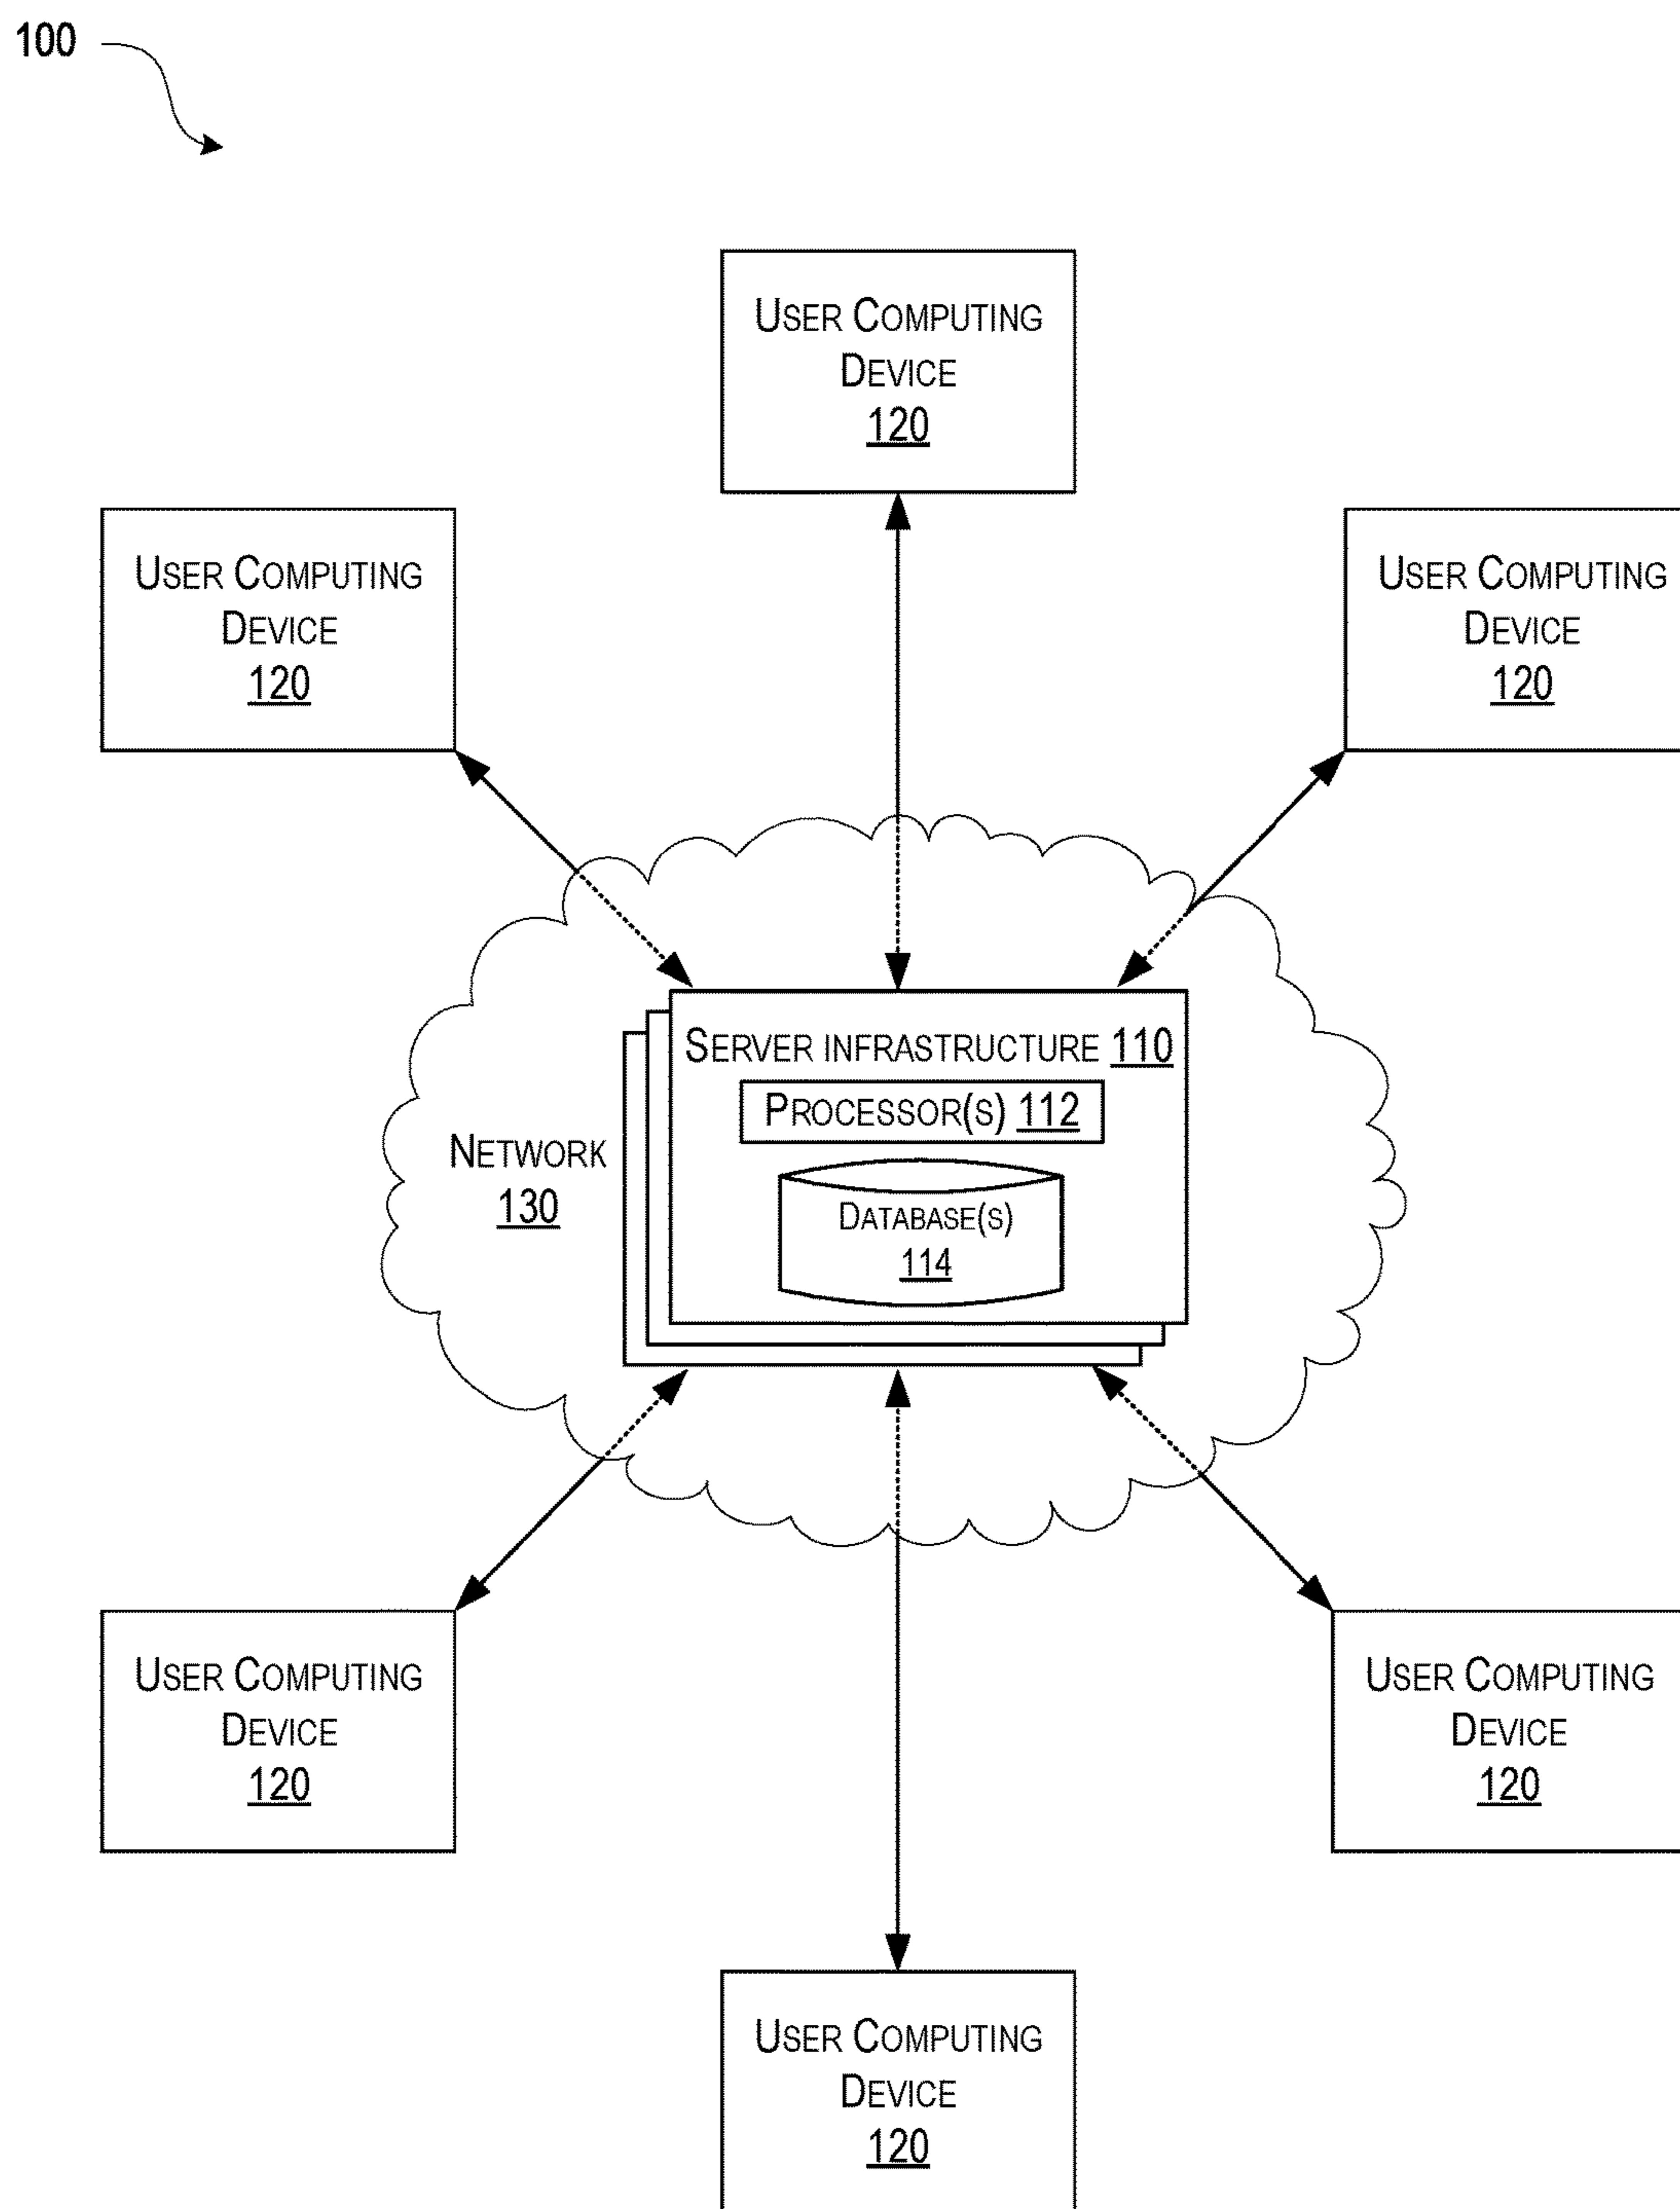 100
USER COMPUTING
DEVICE
120
USER COMPUTING
DEVICE
120
USER COMPUTING
DEVICE
120
SERVER INFRASTRUCTURE 110
PROCESSOR(S) 112
NETWORK
130
DATABASE(S)
114
USER COMPUTING
DEVICE
120
USER COMPUTING
DEVICE
120
USER COMPUTING
DEVICE
120